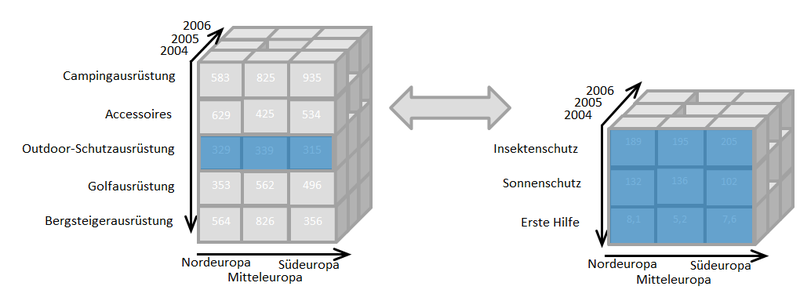 2006
2005
2004
Campingausrüstung 583 825 935
Accessoires 629 425 534
Outdoor-Schutzausrüstung 329 339 315
Golfausrüstung 353 562 496
Bergsteigerausrüstung 564 826 356
Nordeuropa Südeuropa
Mitteleuropa
2006
2005
2004
Insektenschutz 189 195 205
Sonnenschutz 132 136 102
Erste Hilfe 8,1 5,2 7,6
Nordeuropa Südeuropa
Mitteleuropa